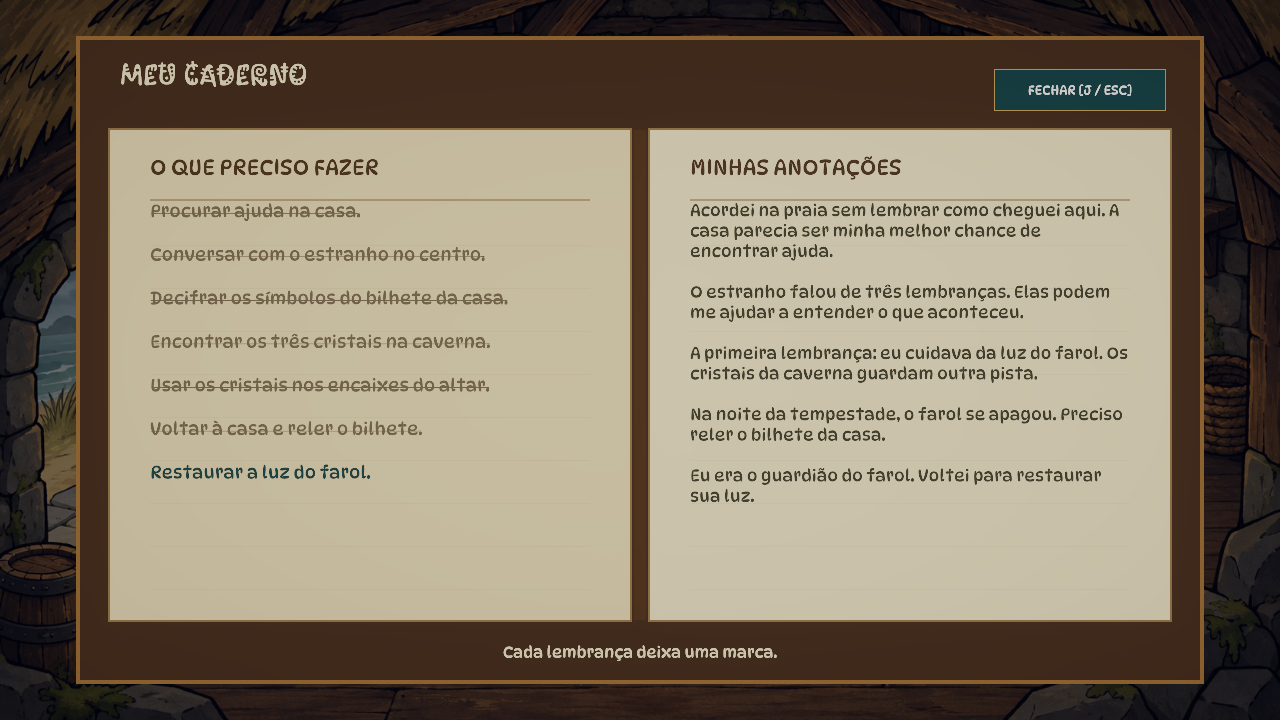 MEU CADERNO
FECHAR [J / ESC]
O QUE PRECISO FAZER
Procurar ajuda na casa.
Conversar com o estranho no centro.
Decifrar os símbolos do bilhete da casa.
Encontrar os três cristais na caverna.
Usar os cristais nos encaixes do altar.
Voltar à casa e reler o bilhete.
Restaurar a luz do farol.
MINHAS ANOTAÇÕES
Acordei na praia sem lembrar como cheguei aqui. A
casa parecia ser minha melhor chance de
encontrar ajuda.
O estranho falou de três lembranças. Elas podem
me ajudar a entender o que aconteceu.
A primeira lembrança: eu cuidava da luz do farol. Os
cristais da caverna guardam outra pista.
Na noite da tempestade, o farol se apagou. Preciso
reler o bilhete da casa.
Eu era o guardião do farol. Voltei para restaurar
sua luz.
Cada lembrança deixa uma marca.